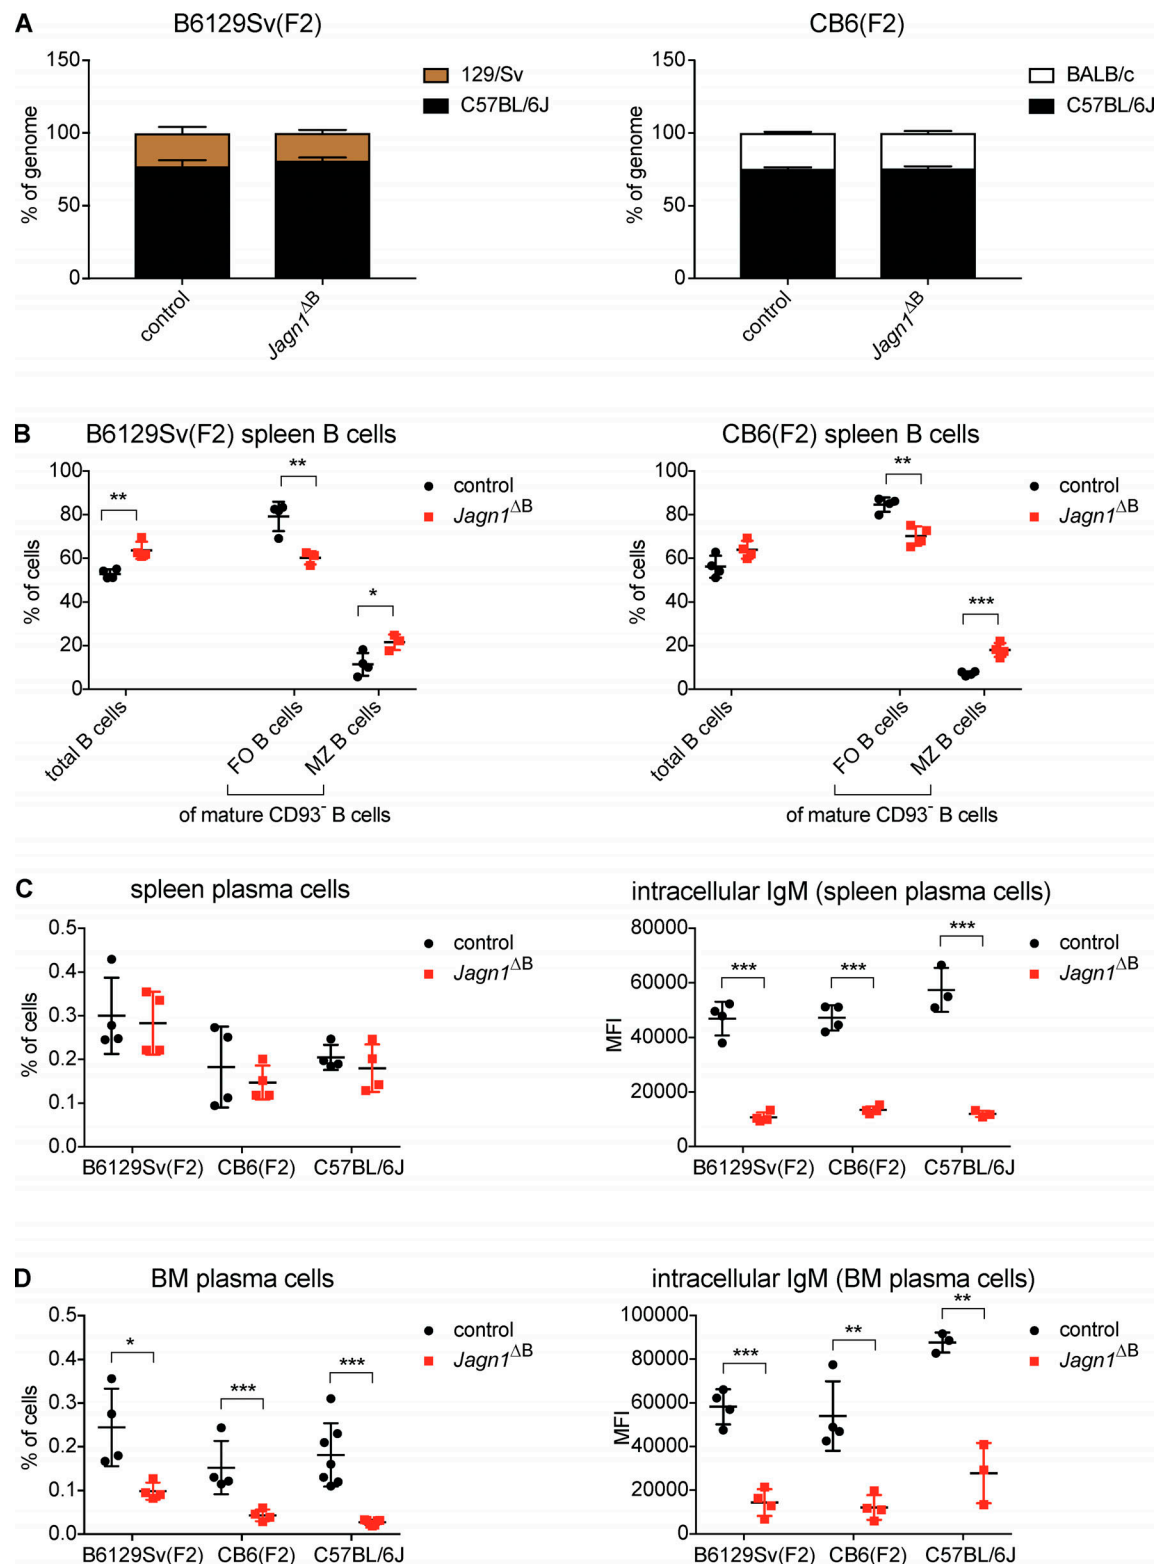 A
B6129Sv(F2)
150
100
50
0
% of genome
129/Sv
C57BL/6J
control
Jagn1ΔB
CB6(F2)
150
100
50
0
% of genome
BALB/c
C57BL/6J
control
Jagn1ΔB
B
B6129Sv(F2) spleen B cells
100
80
60
40
20
0
% of cells
**
**
*
control
Jagn1ΔB
total B cells
FO B cells
MZ B cells
of mature CD93- B cells
CB6(F2) spleen B cells
100
80
60
40
20
0
% of cells
**
***
control
Jagn1ΔB
total B cells
FO B cells
MZ B cells
of mature CD93- B cells
C
spleen plasma cells
0.5
0.4
0.3
0.2
0.1
0.0
% of cells
control
Jagn1ΔB
B6129Sv(F2) CB6(F2) C57BL/6J
intracellular IgM (spleen plasma cells)
80000
60000
40000
20000
0
MFI
***
***
***
control
Jagn1ΔB
B6129Sv(F2) CB6(F2) C57BL/6J
D
BM plasma cells
0.5
0.4
0.3
0.2
0.1
0.0
% of cells
*
***
***
control
Jagn1ΔB
B6129Sv(F2) CB6(F2) C57BL/6J
intracellular IgM (BM plasma cells)
100000
80000
60000
40000
20000
0
MFI
***
**
**
control
Jagn1ΔB
B6129Sv(F2) CB6(F2) C57BL/6J